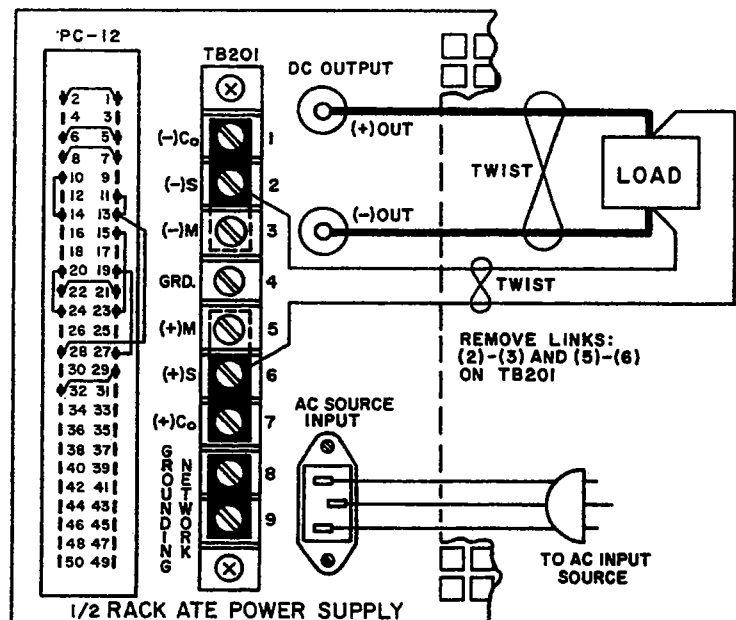 PC-12
2 1
4 3
6 5
8 7
10 9
12 11
14 13
16 15
18 17
20 19
22 21
24 23
26 25
28 27
30 29
32 31
34 33
36 35
38 37
40 39
42 41
44 43
46 45
48 47
50 49
TB201
(-)Co 1
(-)S 2
(-)M 3
GRD. 4
(+)M 5
(+)S 6
(+)Co 7
8
9
GROUNDING
NETWORK
DC OUTPUT
(+)OUT
TWIST
LOAD
(-)OUT
TWIST
REMOVE LINKS:
(2)-(3) AND (5)-(6)
ON TB201
AC SOURCE
INPUT
TO AC INPUT
SOURCE
1/2 RACK ATE POWER SUPPLY